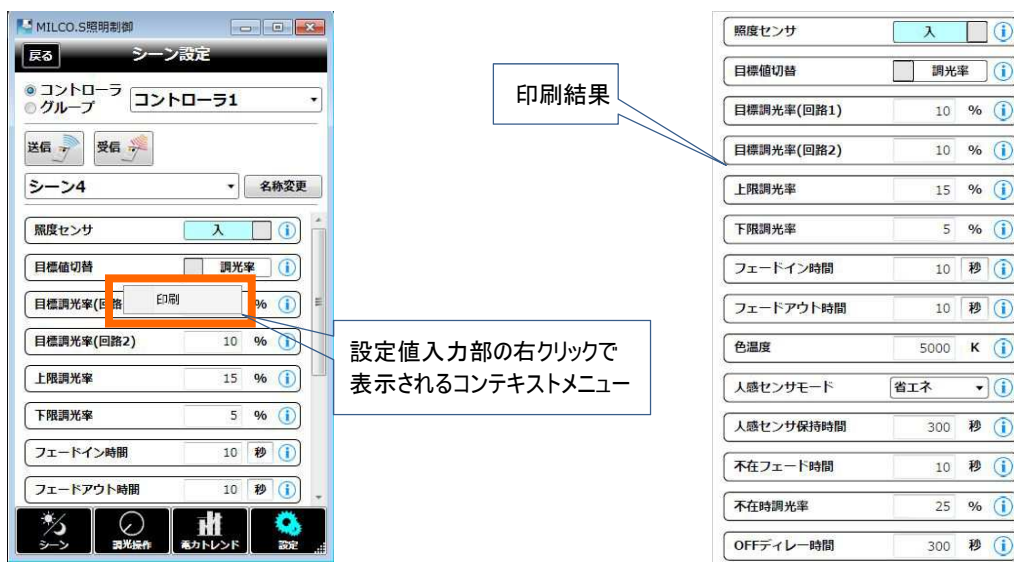 MILCO.S照明制御
戻る シーン設定
コントローラ
グループ
コントローラ1
送信 受信
シーン4 名称変更
照度センサ 入
目標値切替 調光率
目標調光率(回路 %
印刷
目標調光率(回路2) 10 %
上限調光率 15 %
下限調光率 5 %
フェードイン時間 10 秒
フェードアウト時間 10 秒
シーン 調光操作 電力トレンド 設定
設定値入力部の右クリックで
表示されるコンテキストメニュー
印刷結果
照度センサ 入
目標値切替 調光率
目標調光率(回路1) 10 %
目標調光率(回路2) 10 %
上限調光率 15 %
下限調光率 5 %
フェードイン時間 10 秒
フェードアウト時間 10 秒
色温度 5000 K
人感センサモード 省エネ
人感センサ保持時間 300 秒
不在フェード時間 10 秒
不在時調光率 25 %
OFFディレー時間 300 秒